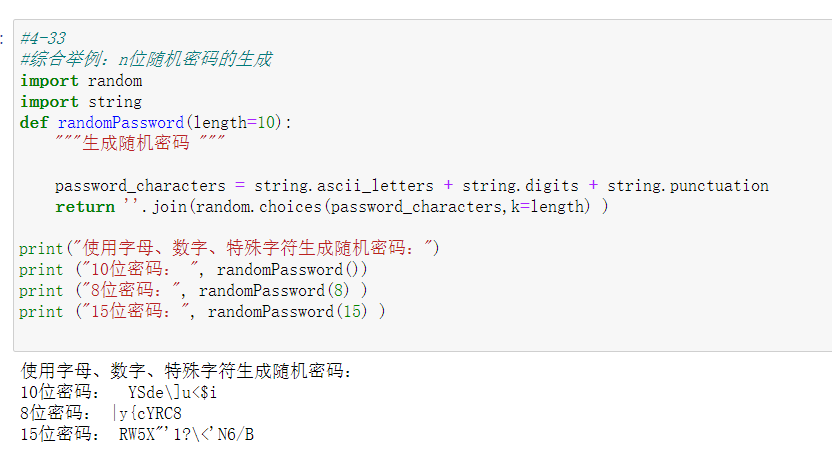 :
#4-33
#综合举例：n位随机密码的生成
import random
import string
def randomPassword(length=10):
    """生成随机密码 """
    password_characters = string.ascii_letters + string.digits + string.punctuation
    return ''.join(random.choices(password_characters,k=length) )
print("使用字母、数字、特殊字符生成随机密码：")
print ("10位密码： ", randomPassword())
print ("8位密码：", randomPassword(8) )
print ("15位密码：", randomPassword(15) )
使用字母、数字、特殊字符生成随机密码：
10位密码：  YSde\]u<$i
8位密码： |y{cYRC8
15位密码： RW5X"'1?\<'N6/B